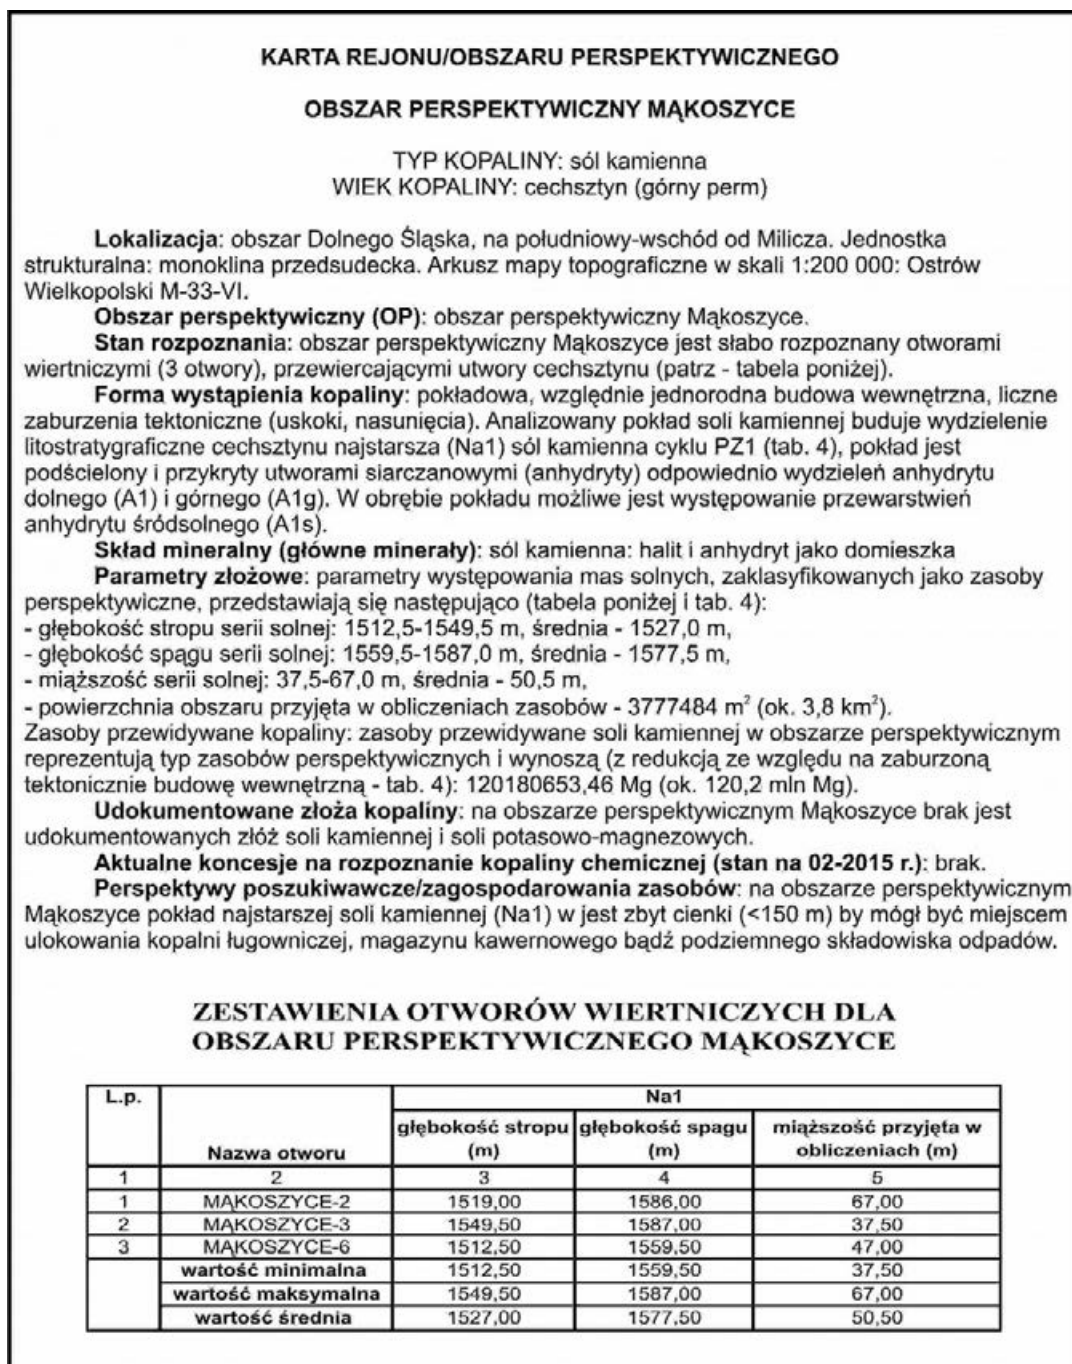 KARTA REJONU/OBSZARU PERSPEKTYWICZNEGO
OBSZAR PERSPEKTYWICZNY MĄKOSZYCE
TYP KOPALINY: sól kamienna
WIEK KOPALINY: cechsztyn (górny perm)
Lokalizacja: obszar Dolnego Śląska, na południowy-wschód od Milicza. Jednostka
strukturalna: monoklina przedsudecka. Arkusz mapy topograficzne w skali 1:200 000: Ostrów
Wielkopolski M-33-VI.
Obszar perspektywiczny (OP): obszar perspektywiczny Mąkoszyce.
Stan rozpoznania: obszar perspektywiczny Mąkoszyce jest słabo rozpoznany otworami
wiertniczymi (3 otwory), przewiercającymi utwory cechsztynu (patrz - tabela poniżej).
Forma wystąpienia kopaliny: pokładowa, względnie jednorodna budowa wewnętrzna, liczne
zaburzenia tektoniczne (uskoki, nasunięcia). Analizowany pokład soli kamiennej buduje wydzielenie
litostratygraficzne cechsztynu najstarsza (Na1) sól kamienna cyklu PZ1 (tab. 4), pokład jest
podścielony i przykryty utworami siarczanowymi (anhydryty) odpowiednio wydzieleń anhydrytu
dolnego (A1) i górnego (A1g). W obrębie pokładu możliwe jest występowanie przewarstwień
anhydrytu śródsolnego (A1s).
Skład mineralny (główne minerały): sól kamienna: halit i anhydryt jako domieszka
Parametry złożowe: parametry występowania mas solnych, zaklasyfikowanych jako zasoby
perspektywiczne, przedstawiają się następująco (tabela poniżej i tab. 4):
- głębokość stropu serii solnej: 1512,5-1549,5 m, średnia - 1527,0 m,
- głębokość spągu serii solnej: 1559,5-1587,0 m, średnia - 1577,5 m,
- miąższość serii solnej: 37,5-67,0 m, średnia - 50,5 m,
- powierzchnia obszaru przyjęta w obliczeniach zasobów - 3777484 m² (ok. 3,8 km²).
Zasoby przewidywane kopaliny: zasoby przewidywane soli kamiennej w obszarze perspektywicznym
reprezentują typ zasobów perspektywicznych i wynoszą (z redukcją ze względu na zaburzoną
tektonicznie budowę wewnętrzną - tab. 4): 120180653,46 Mg (ok. 120,2 mln Mg).
Udokumentowane złoża kopaliny: na obszarze perspektywicznym Mąkoszyce brak jest
udokumentowanych złóż soli kamiennej i soli potasowo-magnezowych.
Aktualne koncesje na rozpoznanie kopaliny chemicznej (stan na 02-2015 r.): brak.
Perspektywy poszukiwawcze/zagospodarowania zasobów: na obszarze perspektywicznym
Mąkoszyce pokład najstarszej soli kamiennej (Na1) w jest zbyt cienki (<150 m) by mógł być miejscem
ulokowania kopalni ługowniczej, magazynu kawernowego bądź podziemnego składowiska odpadów.
ZESTAWIENIA OTWORÓW WIERTNICZYCH DLA
OBSZARU PERSPEKTYWICZNEGO MĄKOSZYCE
L.p. Nazwa otworu Na1
głębokość stropu (m) głębokość spagu (m) miąższość przyjęta w obliczeniach (m)
1 2 3 4 5
1 MĄKOSZYCE-2 1519,00 1586,00 67,00
2 MĄKOSZYCE-3 1549,50 1587,00 37,50
3 MĄKOSZYCE-6 1512,50 1559,50 47,00
wartość minimalna 1512,50 1559,50 37,50
wartość maksymalna 1549,50 1587,00 67,00
wartość średnia 1527,00 1577,50 50,50